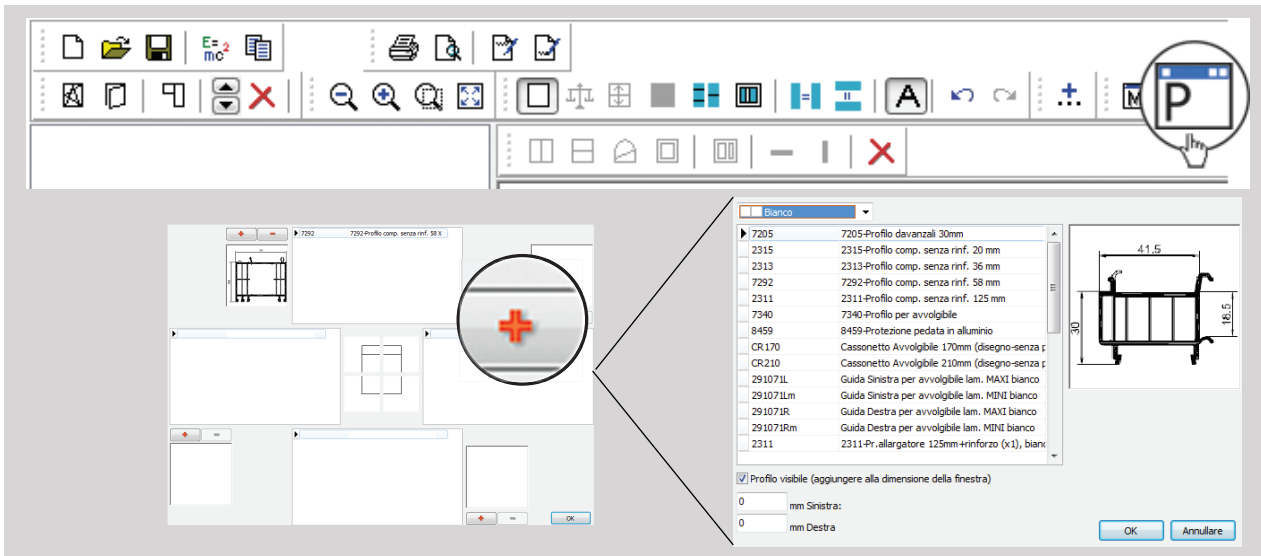 E=
mc²
A
M
P
+ -
7292 7292-Profilo comp. senza rinf. 58 X
+ -
+ -
OK
Bianco
7205 7205-Profilo davanzali 30mm
2315 2315-Profilo comp. senza rinf. 20 mm
2313 2313-Profilo comp. senza rinf. 36 mm
7292 7292-Profilo comp. senza rinf. 58 mm
2311 2311-Profilo comp. senza rinf. 125 mm
7340 7340-Profilo per avvolgibile
8459 8459-Protezione pedata in alluminio
CR170 Cassonetto Avvolgibile 170mm (disegno-senza p
CR210 Cassonetto Avvolgibile 210mm (disegno-senza p
291071L Guida Sinistra per avvolgibile lam. MAXI bianco
291071Lm Guida Sinistra per avvolgibile lam. MINI bianco
291071R Guida Destra per avvolgibile lam. MAXI bianco
291071Rm Guida Destra per avvolgibile lam. MINI bianco
2311 2311-Pr.allargatore 125mm+rinforzo (x1), bianc
41.5
30
18.5
Profilo visibile (aggiungere alla dimensione della finestra)
0 mm Sinistra:
0 mm Destra
OK Annullare